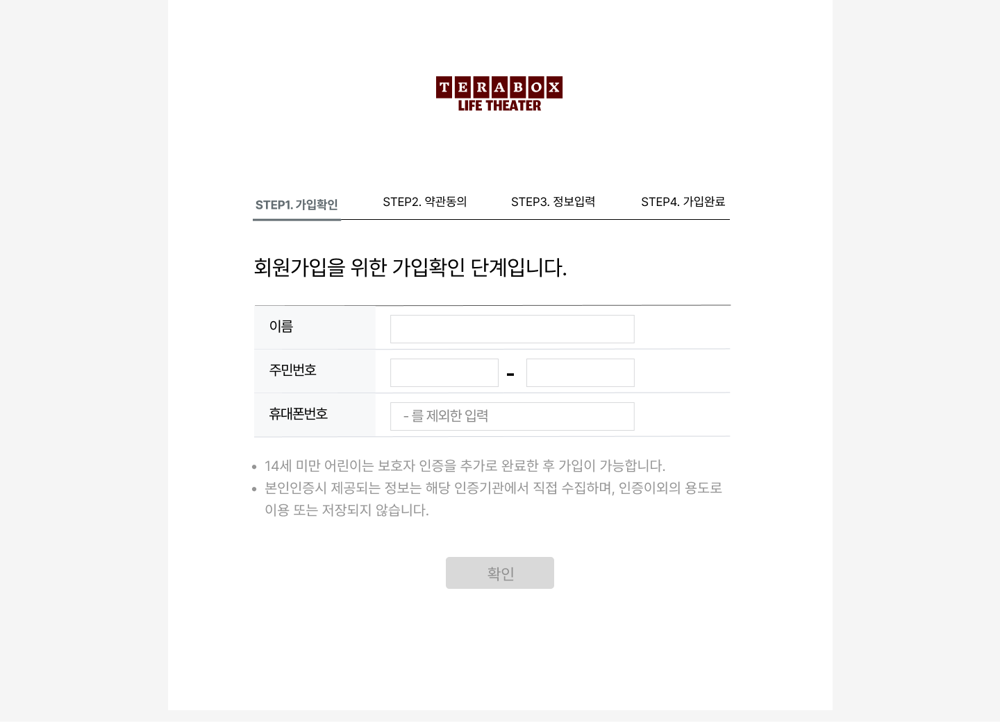 TERABOX
LIFE THEATER
STEP1. 가입확인
STEP2. 약관동의
STEP3. 정보입력
STEP4. 가입완료
회원가입을 위한 가입확인 단계입니다.
이름
주민번호
-
휴대폰번호
- 를 제외한 입력
• 14세 미만 어린이는 보호자 인증을 추가로 완료한 후 가입이 가능합니다.
• 본인인증시 제공되는 정보는 해당 인증기관에서 직접 수집하며, 인증이외의 용도로
이용 또는 저장되지 않습니다.
확인